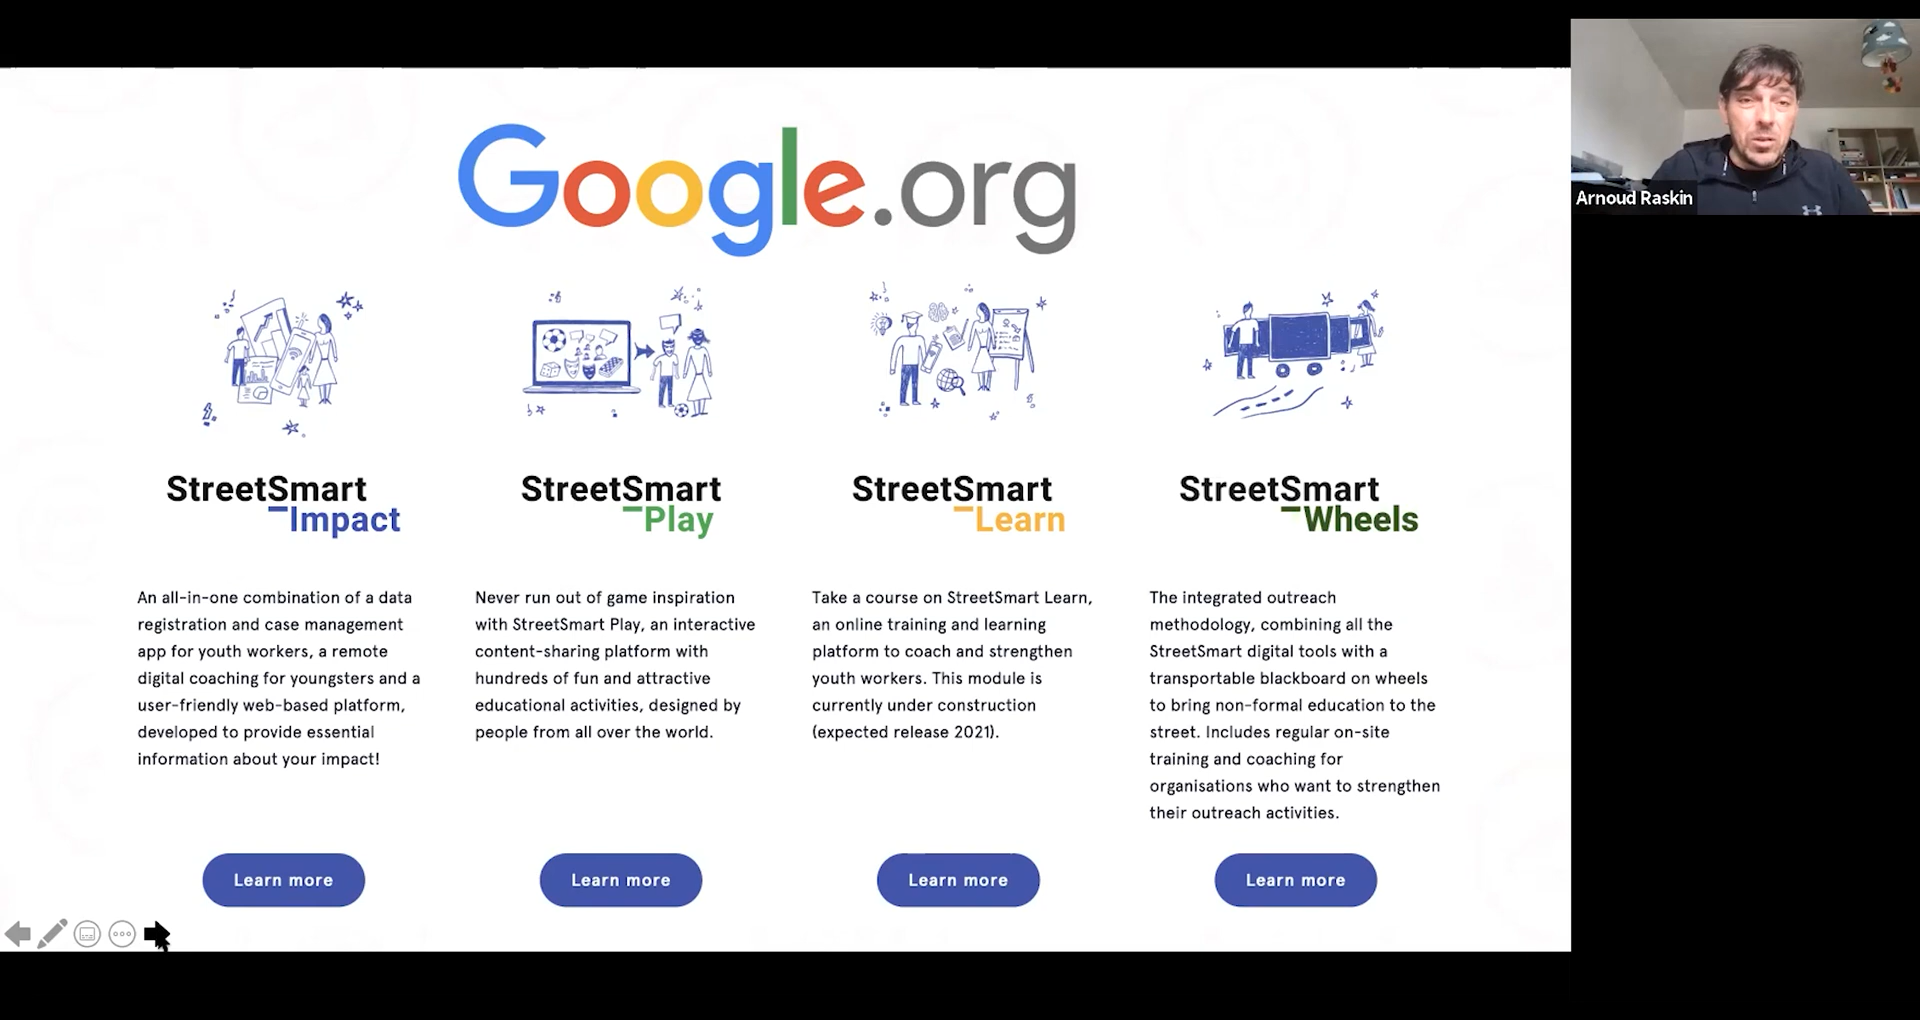 Google.org
StreetSmart
Impact
An all-in-one combination of a data
registration and case management
app for youth workers, a remote
digital coaching for youngsters and a
user-friendly web-based platform,
developed to provide essential
information about your impact!
Learn more
StreetSmart
Play
Never run out of game inspiration
with StreetSmart Play, an interactive
content-sharing platform with
hundreds of fun and attractive
educational activities, designed by
people from all over the world.
Learn more
StreetSmart
Learn
Take a course on StreetSmart Learn,
an online training and learning
platform to coach and strengthen
youth workers. This module is
currently under construction
(expected release 2021).
Learn more
StreetSmart
Wheels
The integrated outreach
methodology, combining all the
StreetSmart digital tools with a
transportable blackboard on wheels
to bring non-formal education to the
street. Includes regular on-site
training and coaching for
organisations who want to strengthen
their outreach activities.
Learn more
Arnoud Raskin